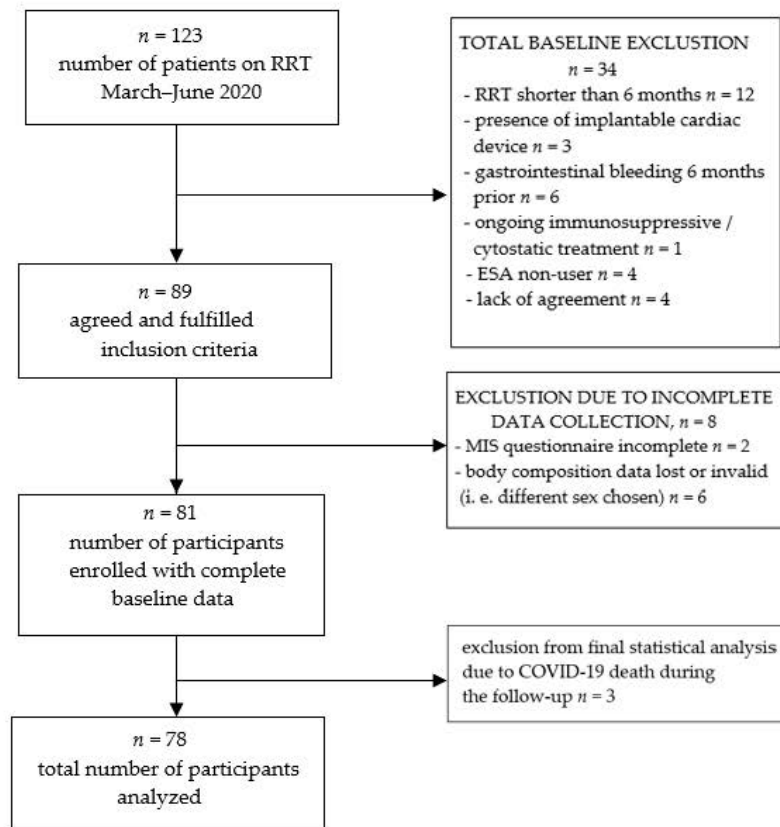 n = 123
number of patients on RRT
March–June 2020
TOTAL BASELINE EXCLUSTION
n = 34
- RRT shorter than 6 months n = 12
- presence of implantable cardiac
device n = 3
- gastrointestinal bleeding 6 months
prior n = 6
- ongoing immunosuppressive /
cytostatic treatment n = 1
- ESA non-user n = 4
- lack of agreement n = 4
n = 89
agreed and fulfilled
inclusion criteria
EXCLUSTION DUE TO INCOMPLETE
DATA COLLECTION, n = 8
- MIS questionnaire incomplete n = 2
- body composition data lost or invalid
(i. e. different sex chosen) n = 6
n = 81
number of participants
enrolled with complete
baseline data
exclusion from final statistical analysis
due to COVID-19 death during
the follow-up n = 3
n = 78
total number of participants
analyzed